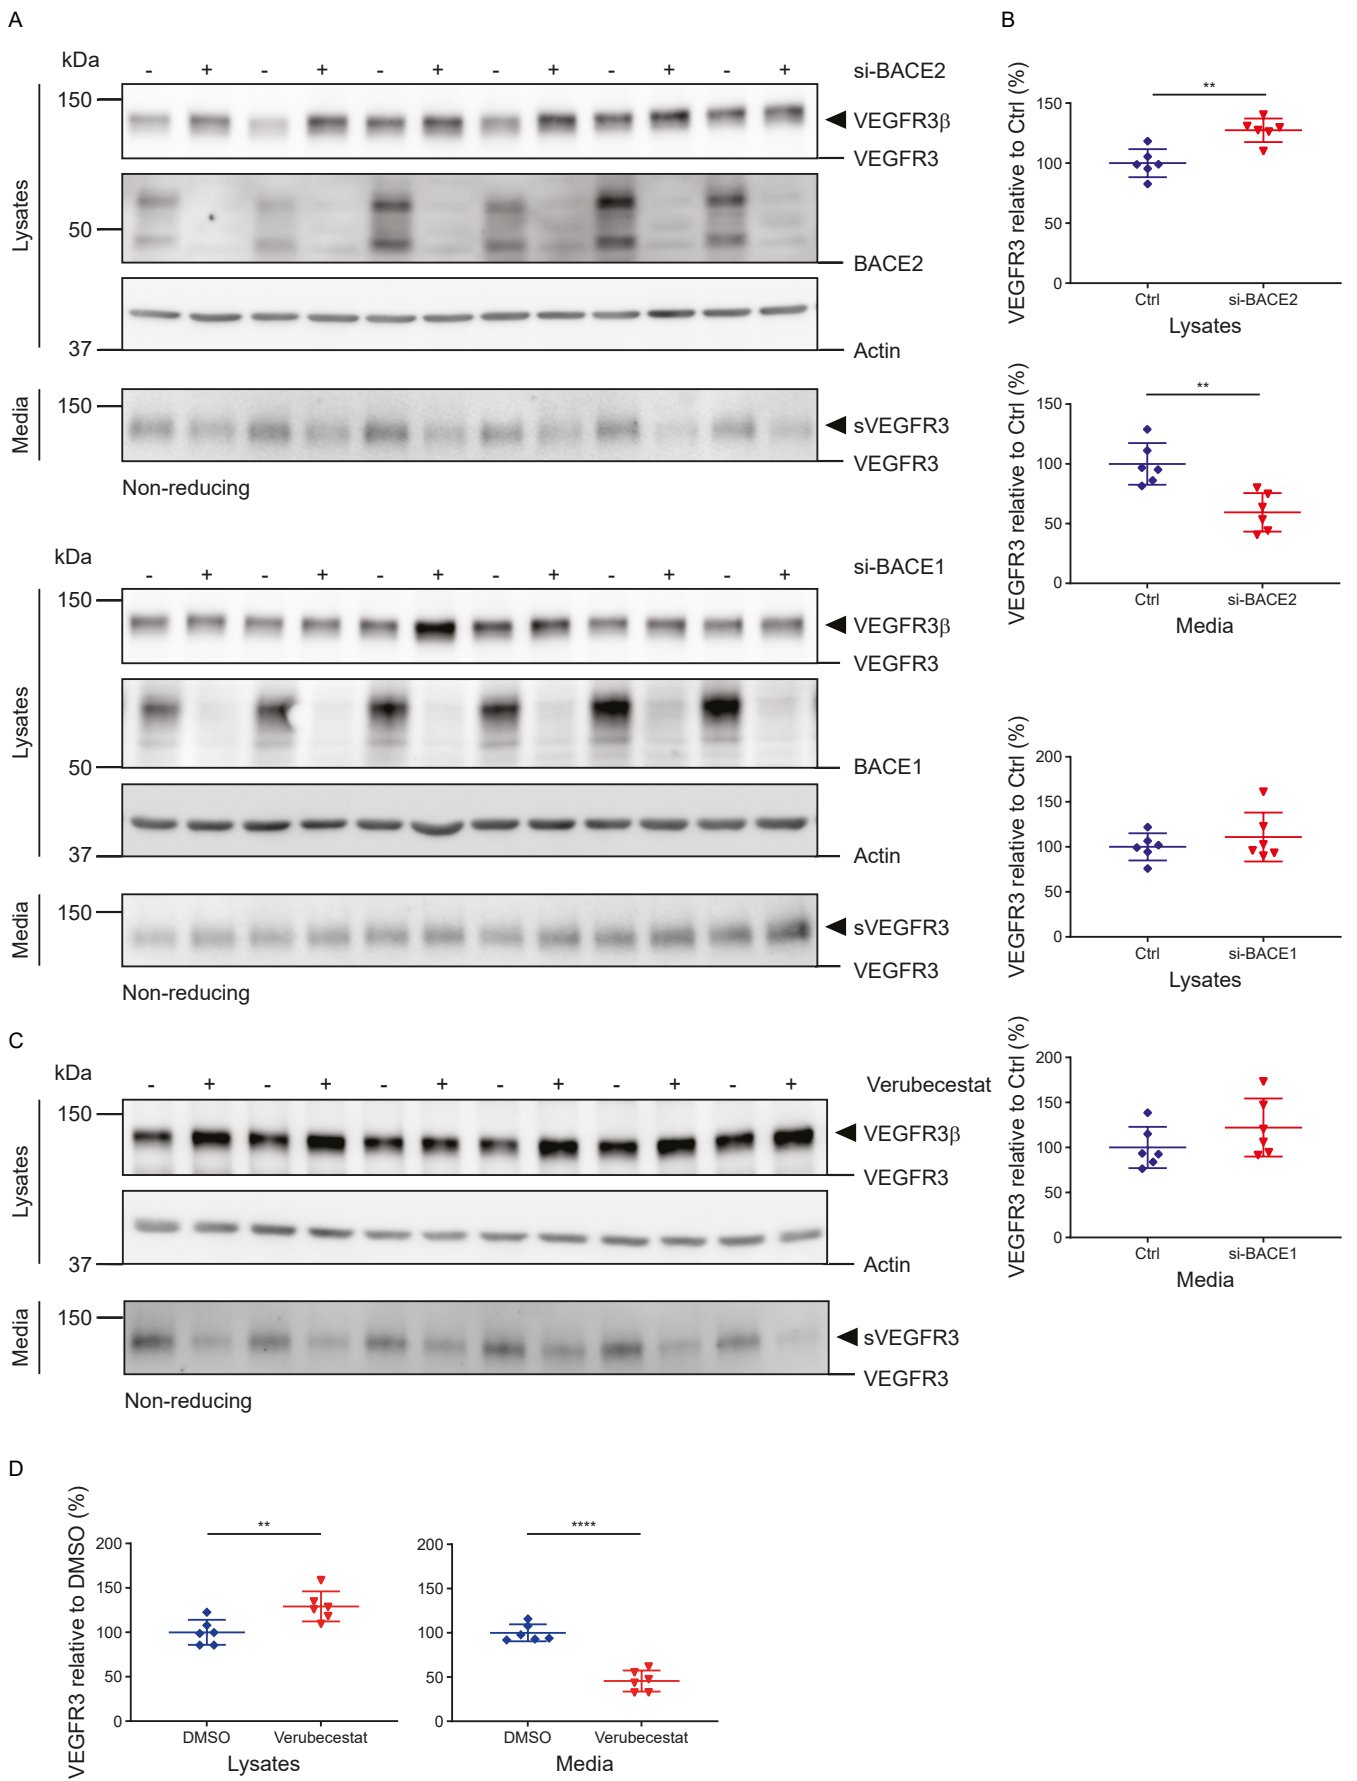 A
kDa
- + - + - + - + - + - + si-BACE2
150
VEGFR3β
VEGFR3
Lysates
50
BACE2
37
Actin
Media
150
sVEGFR3
VEGFR3
Non-reducing
kDa
- + - + - + - + - + - + si-BACE1
150
VEGFR3β
VEGFR3
Lysates
50
BACE1
37
Actin
Media
150
sVEGFR3
VEGFR3
Non-reducing
B
VEGFR3 relative to Ctrl (%)
**
150
100
50
0
Ctrl si-BACE2
Lysates
VEGFR3 relative to Ctrl (%)
**
150
100
50
0
Ctrl si-BACE2
Media
VEGFR3 relative to Ctrl (%)
200
150
100
50
0
Ctrl si-BACE1
Lysates
VEGFR3 relative to Ctrl (%)
200
150
100
50
0
Ctrl si-BACE1
Media
C
kDa
- + - + - + - + - + - + Verubecestat
150
VEGFR3β
VEGFR3
Lysates
37
Actin
Media
150
sVEGFR3
VEGFR3
Non-reducing
D
VEGFR3 relative to DMSO (%)
**
200
150
100
50
0
DMSO Verubecestat
Lysates
****
200
150
100
50
0
DMSO Verubecestat
Media